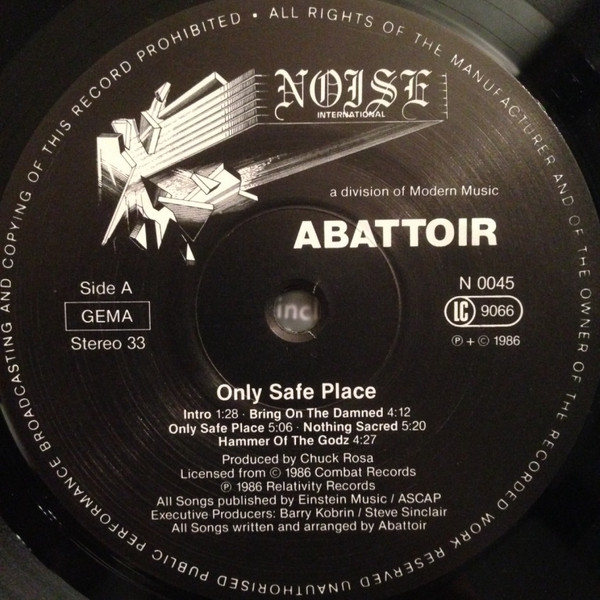 ALL RIGHTS OF THE MANUFACTURER AND OF THE OWNER OF THE RECORDED WORK RESERVED UNAUTHORISED PUBLIC PERFORMANCE BROADCASTING AND COPYING OF THIS RECORD PROHIBITED •
NOISE
INTERNATIONAL
a division of Modern Music
ABATTOIR
Side A
GEMA
Stereo 33
N 0045
LC 9066
℗ + © 1986
inc
Only Safe Place
Intro 1:28 · Bring On The Damned 4:12
Only Safe Place 5:06 · Nothing Sacred 5:20
Hammer Of The Godz 4:27
Produced by Chuck Rosa
Licensed from © 1986 Combat Records
℗ 1986 Relativity Records
All Songs published by Einstein Music / ASCAP
Executive Producers: Barry Kobrin / Steve Sinclair
All Songs written and arranged by Abattoir